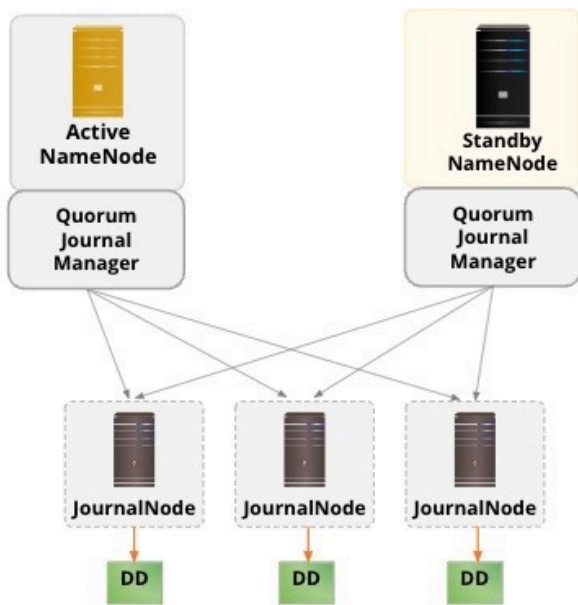 Active
NameNode
Standby
NameNode
Quorum
Journal
Manager
Quorum
Journal
Manager
JournalNode
JournalNode
JournalNode
DD
DD
DD